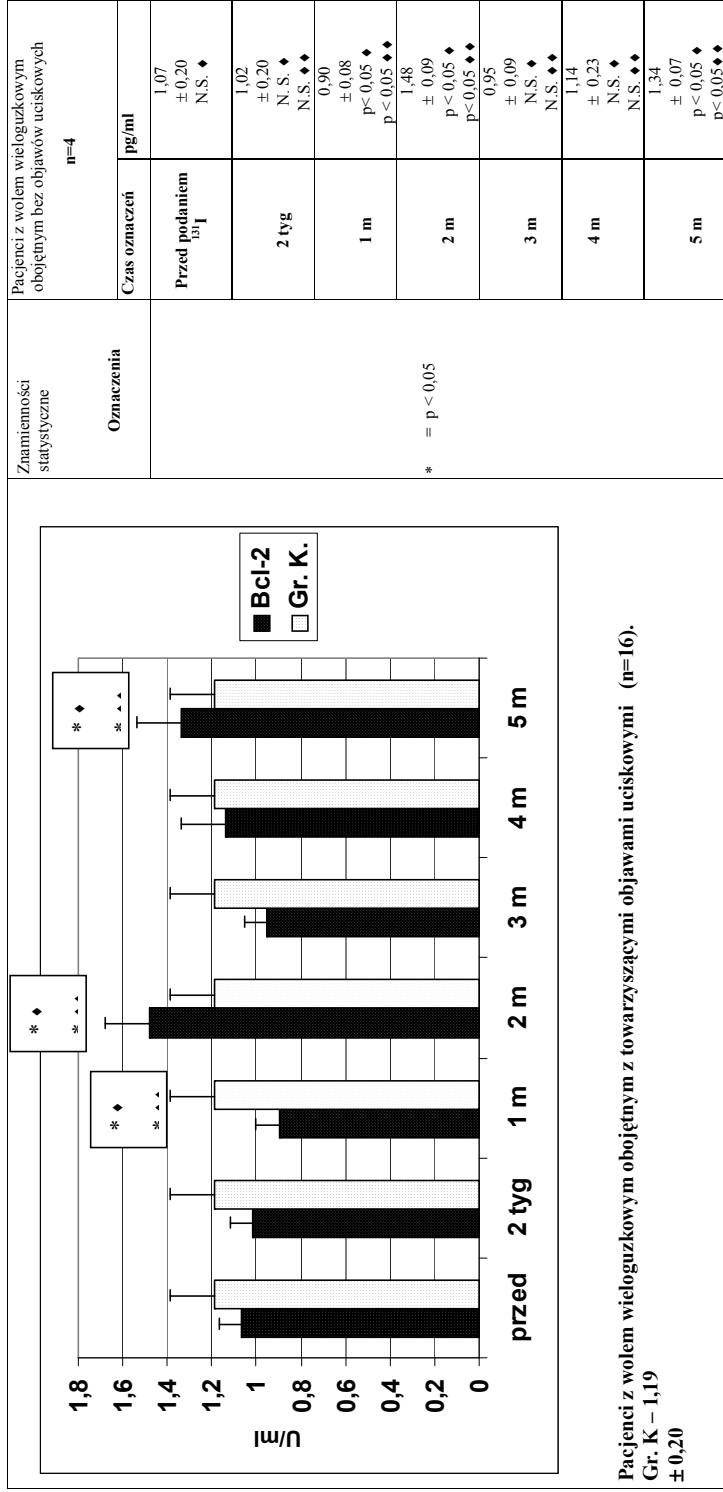 1,8
1,6
1,4
1,2
1
0,8
0,6
0,4
0,2
0
U/ml
przed
2 tyg
1 m
2 m
3 m
4 m
5 m
* ♦
* ♦♦
* ♦
* ♦♦
* ♦
* ♦♦
Bcl-2
Gr. K.
Pacjenci z wolem wieloguzkowym obojętnym z towarzyszącymi objawami uciskowymi (n=16).
Gr. K – 1,19
± 0,20
Znamienności
statystyczne
Oznaczenia
* = p < 0,05
Pacjenci z wolem wieloguzkowym
obojętnym bez objawów uciskowych
n=4
Czas oznaczeń
pg/ml
Przed podaniem
¹³¹I
1,07
± 0,20
N.S. ♦
2 tyg
1,02
± 0,20
N. S. ♦
N.S. ♦♦
1 m
0,90
± 0,08
p< 0,05 ♦
p < 0,05 ♦♦
2 m
1,48
± 0,09
p< 0,05 ♦
p< 0,05 ♦♦
3 m
0,95
± 0,09
N.S. ♦
N.S. ♦♦
4 m
1,14
± 0,23
N.S. ♦
N.S. ♦♦
5 m
1,34
± 0,07
p < 0,05 ♦
p< 0,05♦♦